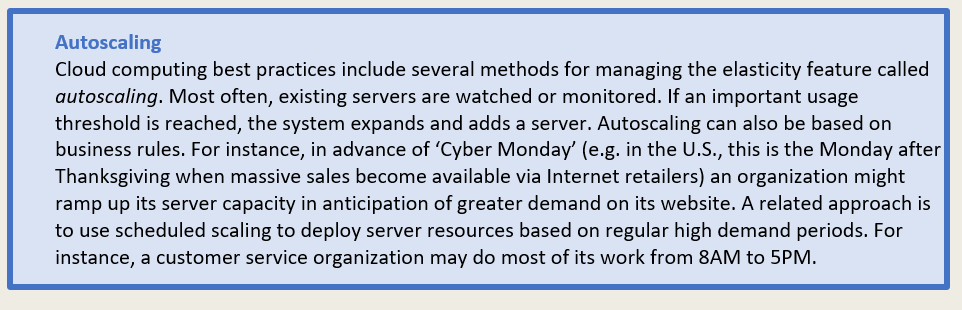 Autoscaling
Cloud computing best practices include several methods for managing the elasticity feature called
autoscaling. Most often, existing servers are watched or monitored. If an important usage
threshold is reached, the system expands and adds a server. Autoscaling can also be based on
business rules. For instance, in advance of ‘Cyber Monday’ (e.g. in the U.S., this is the Monday after
Thanksgiving when massive sales become available via Internet retailers) an organization might
ramp up its server capacity in anticipation of greater demand on its website. A related approach is
to use scheduled scaling to deploy server resources based on regular high demand periods. For
instance, a customer service organization may do most of its work from 8AM to 5PM.